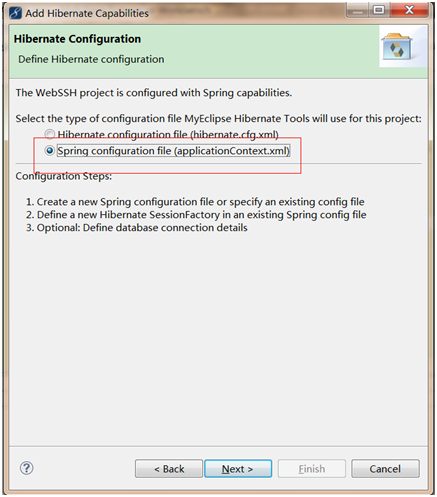 Add Hibernate Capabilities
Hibernate Configuration
Define Hibernate configuration
The WebSSH project is configured with Spring capabilities.
Select the type of configuration file MyEclipse Hibernate Tools will use for this project:
Hibernate configuration file (hibernate.cfg.xml)
Spring configuration file (applicationContext.xml)
Configuration Steps:
1. Create a new Spring configuration file or specify an existing config file
2. Define a new Hibernate SessionFactory in an existing Spring config file
3. Optional: Define database connection details
?
< Back
Next >
Finish
Cancel